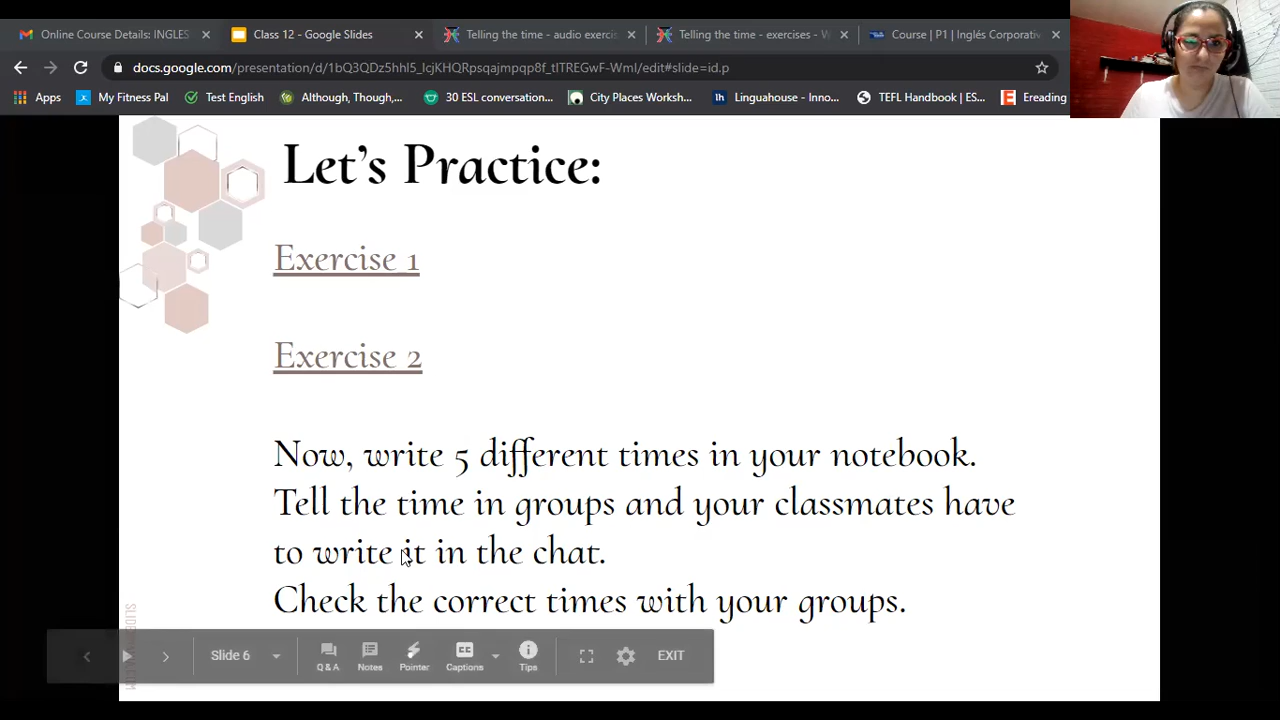 Online Course Details: INGLES
Class 12 - Google Slides
Telling the time - audio exercis
Telling the time - exercises - W
Course | P1 | Inglés Corporativ
docs.google.com/presentation/d/1bQ3QDz5hhI5_lcjKHQRpsqajmpqp8f_tlTREGwF-WmI/edit#slide=id.p
Apps
My Fitness Pal
Test English
Although, Though,...
30 ESL conversation...
City Places Worksh...
lh
Linguahouse - Inno...
TEFL Handbook | ES...
E
Ereading
Let's Practice:
Exercise 1
Exercise 2
Now, write 5 different times in your notebook.
Tell the time in groups and your classmates have
to write it in the chat.
Check the correct times with your groups.
Slide 6
Q & A
Notes
Pointer
Captions
Tips
EXIT